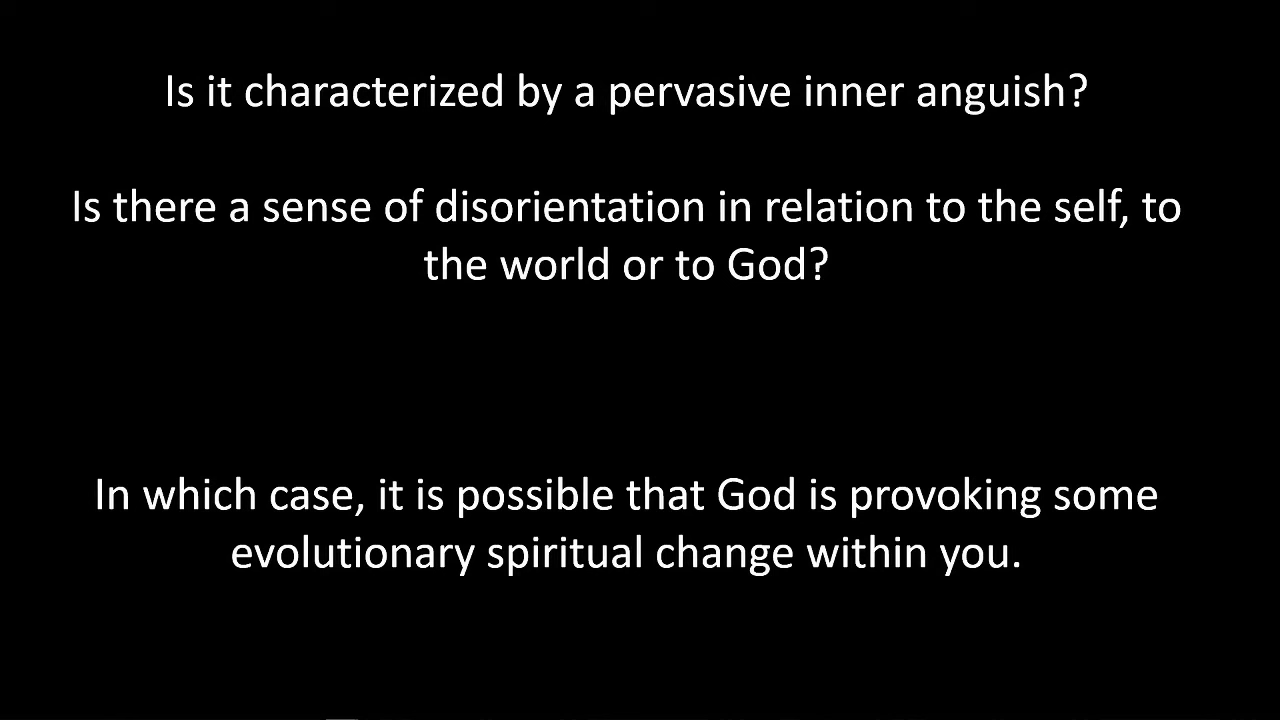 Is it characterized by a pervasive inner anguish?
Is there a sense of disorientation in relation to the self, to
the world or to God?
In which case, it is possible that God is provoking some
evolutionary spiritual change within you.